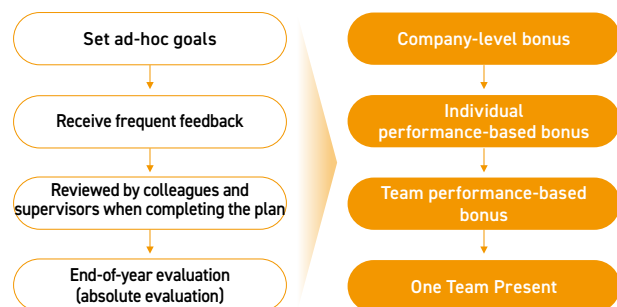 Set ad-hoc goals
Receive frequent feedback
Reviewed by colleagues and
supervisors when completing the plan
End-of-year evaluation
(absolute evaluation)
Company-level bonus
Individual
performance-based bonus
Team performance-based
bonus
One Team Present